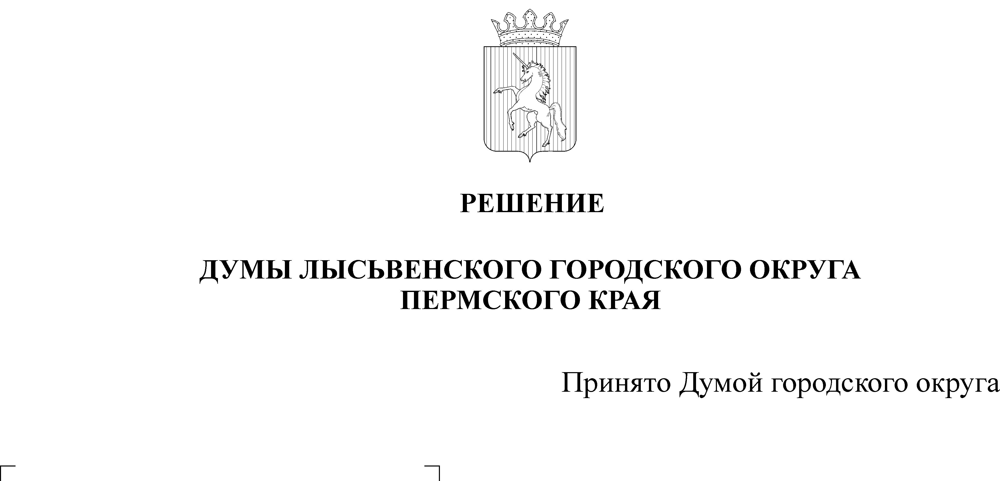 РЕШЕНИЕ
ДУМЫ ЛЫСЬВЕНСКОГО ГОРОДСКОГО ОКРУГА
ПЕРМСКОГО КРАЯ
Принято Думой городского округа